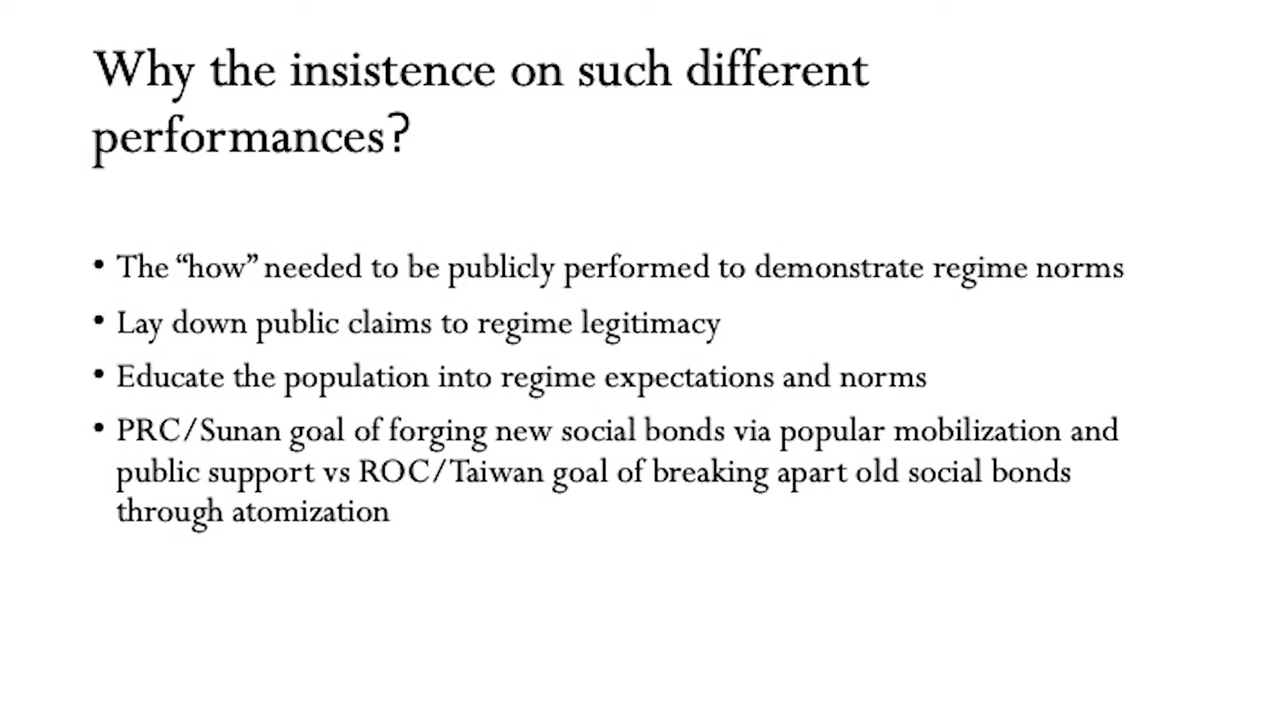 Why the insistence on such different
performances?
• The “how” needed to be publicly performed to demonstrate regime norms
• Lay down public claims to regime legitimacy
• Educate the population into regime expectations and norms
• PRC/Sunan goal of forging new social bonds via popular mobilization and
public support vs ROC/Taiwan goal of breaking apart old social bonds
through atomization